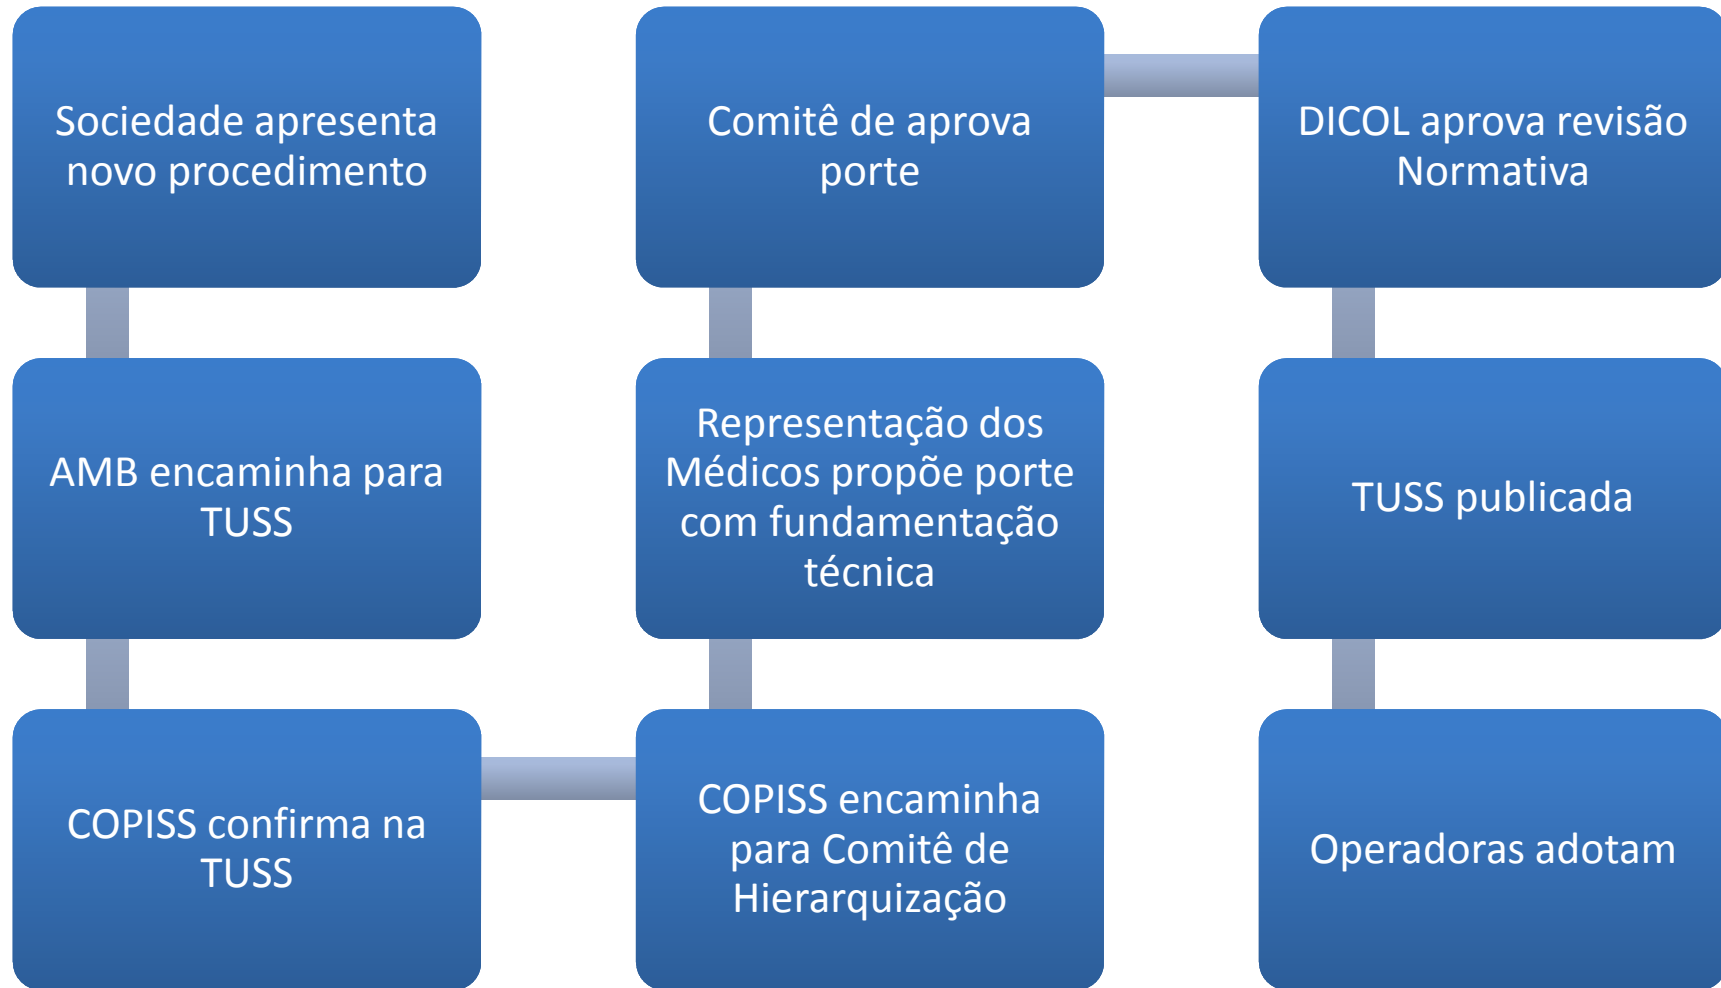 Sociedade apresenta
novo procedimento
AMB encaminha para
TUSS
COPISS confirma na
TUSS
COPISS encaminha
para Comitê de
Hierarquização
Representação dos
Médicos propõe porte
com fundamentação
técnica
Comitê de aprova
porte
DICOL aprova revisão
Normativa
TUSS publicada
Operadoras adotam